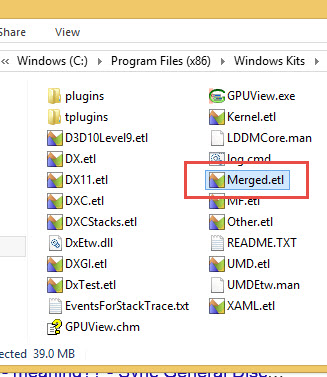 Share
View
Windows (C:) ▸ Program Files (x86) ▸ Windows Kits ▸
plugins
tplugins
D3D10Level9.etl
DX.etl
DX11.etl
DXC.etl
DXCStacks.etl
DxEtw.dll
DXGI.etl
DxTest.etl
EventsForStackTrace.txt
GPUView.chm
GPUView.exe
Kernel.etl
LDDMCore.man
log.cmd
Merged.etl
MF.etl
Other.etl
README.TXT
UMD.etl
UMDEtw.man
XAML.etl
ected 39.0 MB
meaning?? - Sync General Disc...